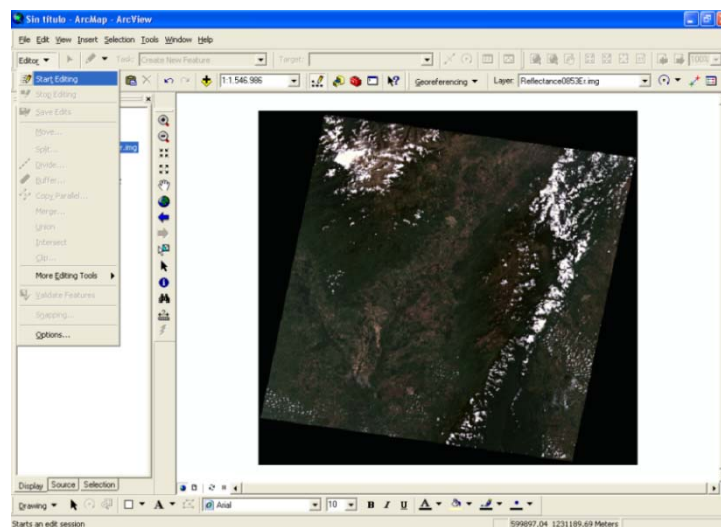 Sin título - ArcMap - ArcView
File Edit View Insert Selection Tools Window Help
Editor Task: Create New Feature Target: 100%
Start Editing
1:1.546.986 Georeferencing Layer: Reflectance0853Er.img
Stop Editing
Save Edits
Move...
Split...
r.img
Divide...
Buffer...
Copy Parallel...
Merge...
Union
Intersect
Clip...
More Editing Tools
Validate Features
Snapping...
Options...
Display Source Selection
Drawing A Arial 10 B I U A
Starts an edit session 599897,04 1231189,69 Meters